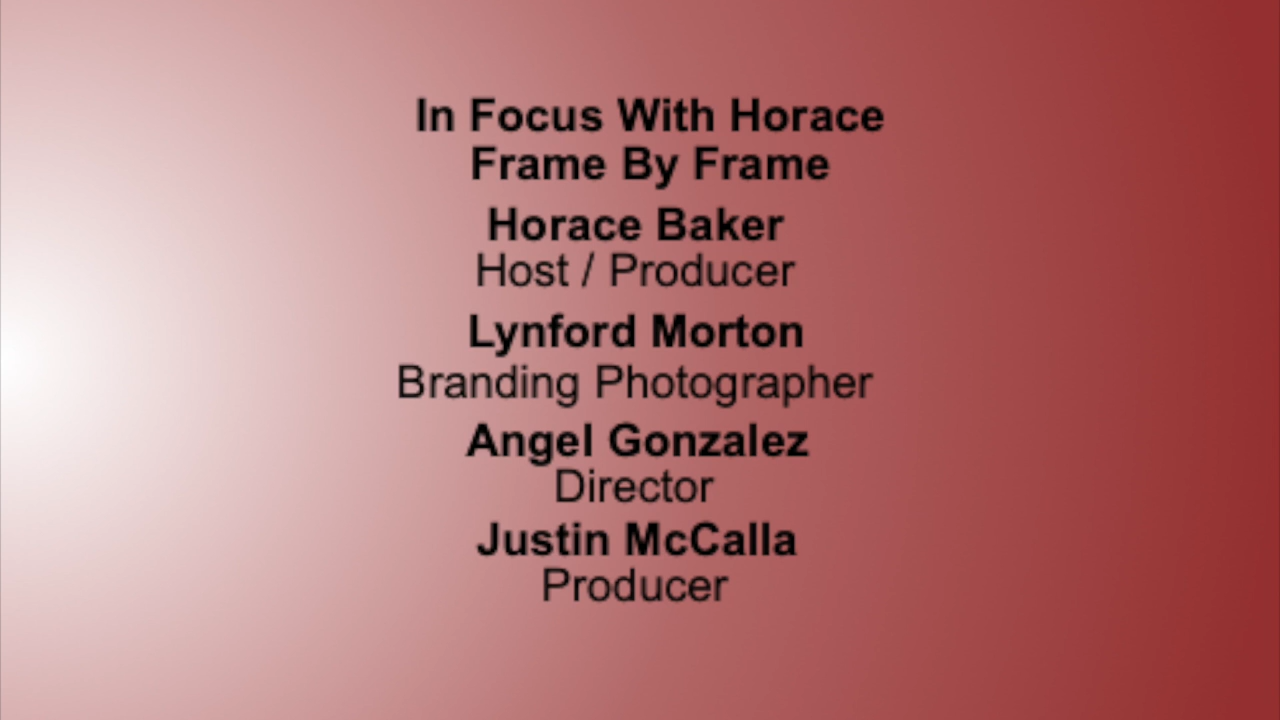 In Focus With Horace
Frame By Frame
Horace Baker
Host / Producer
Lynford Morton
Branding Photographer
Angel Gonzalez
Director
Justin McCalla
Producer